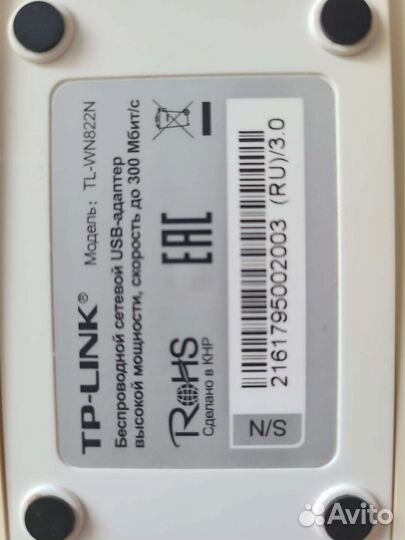 TP-LINK® Модель: TL-WN822N
Беспроводной сетевой USB-адаптер
высокой мощности, скорость до 300 Мбит/с
RoHS
Сделано в КНР
EAC
S/N
2161795002003 (RU)/3.0
Avito